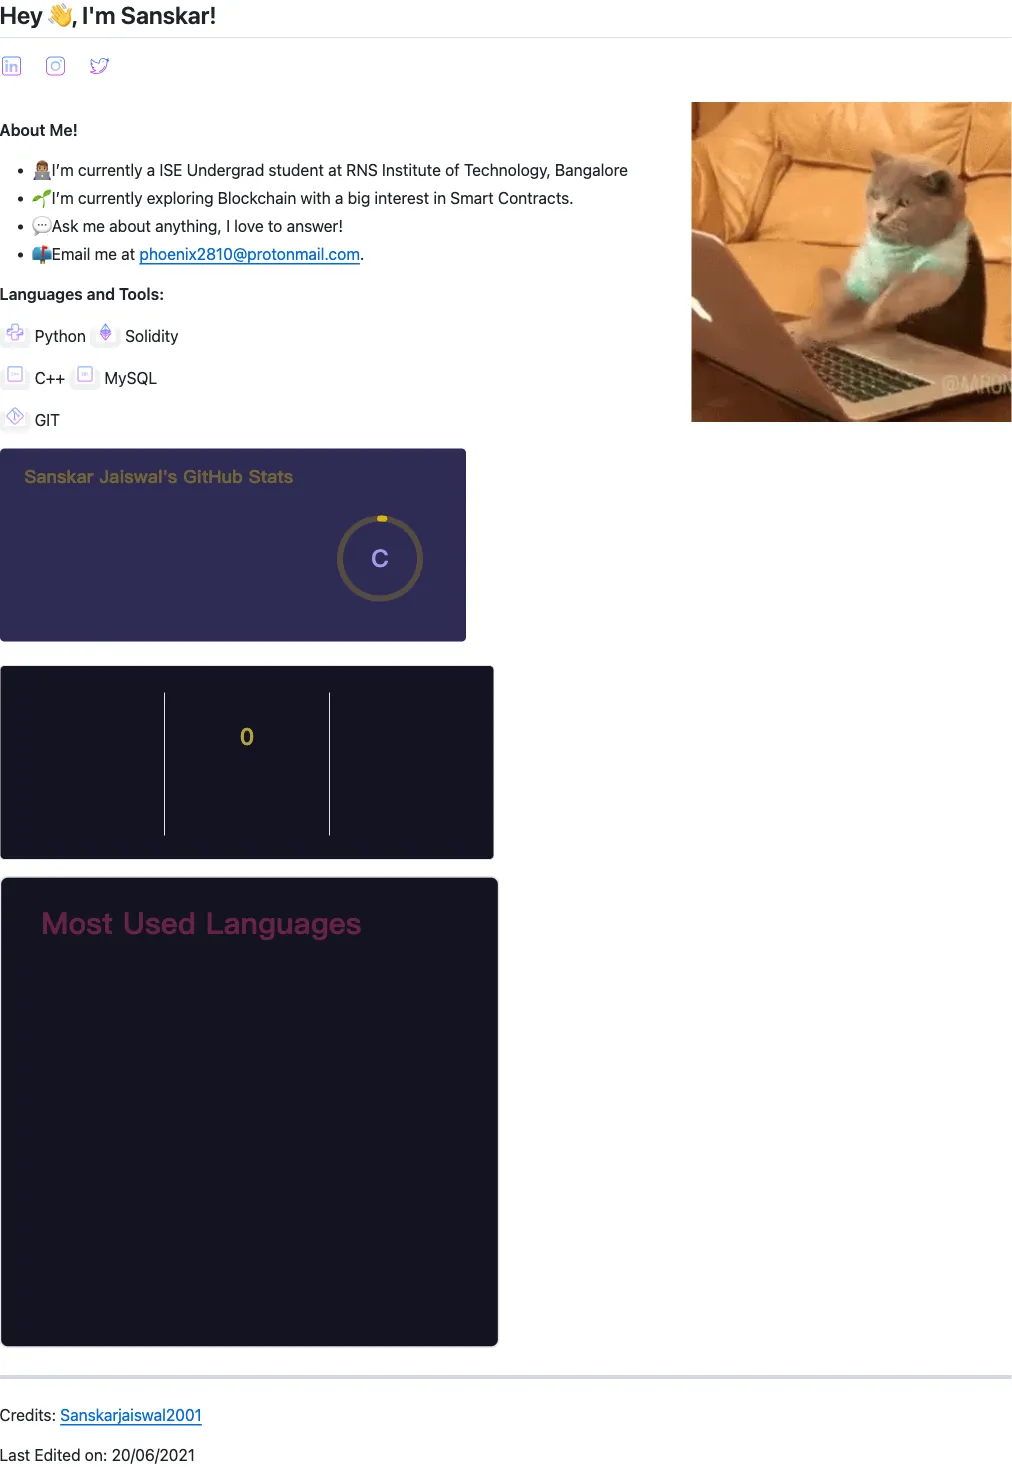 Hey 👋, I'm Sanskar!
About Me!
I'm currently a ISE Undergrad student at RNS Institute of Technology, Bangalore
I'm currently exploring Blockchain with a big interest in Smart Contracts.
Ask me about anything, I love to answer!
Email me at phoenix2810@protonmail.com.
Languages and Tools:
Python Solidity
C++ MySQL
GIT
@AARON
Sanskar Jaiswal's GitHub Stats
C
0
Most Used Languages
Credits: Sanskarjaiswal2001
Last Edited on: 20/06/2021